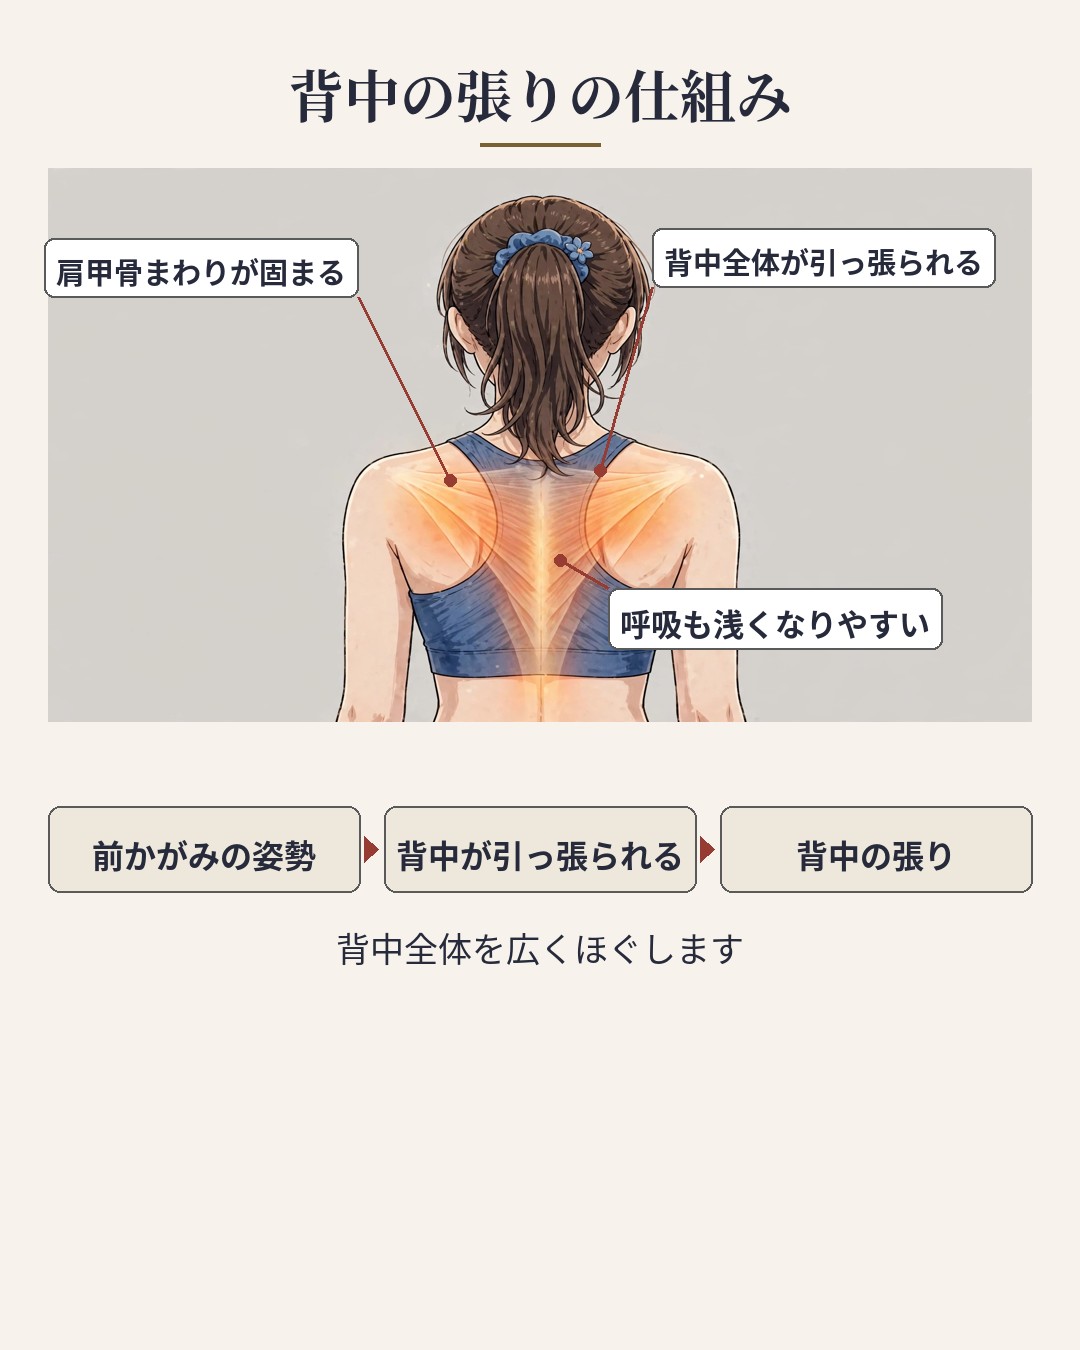 背中の張りの仕組み
肩甲骨まわりが固まる
背中全体が引っ張られる
呼吸も浅くなりやすい
前かがみの姿勢
背中が引っ張られる
背中の張り
背中全体を広くほぐします